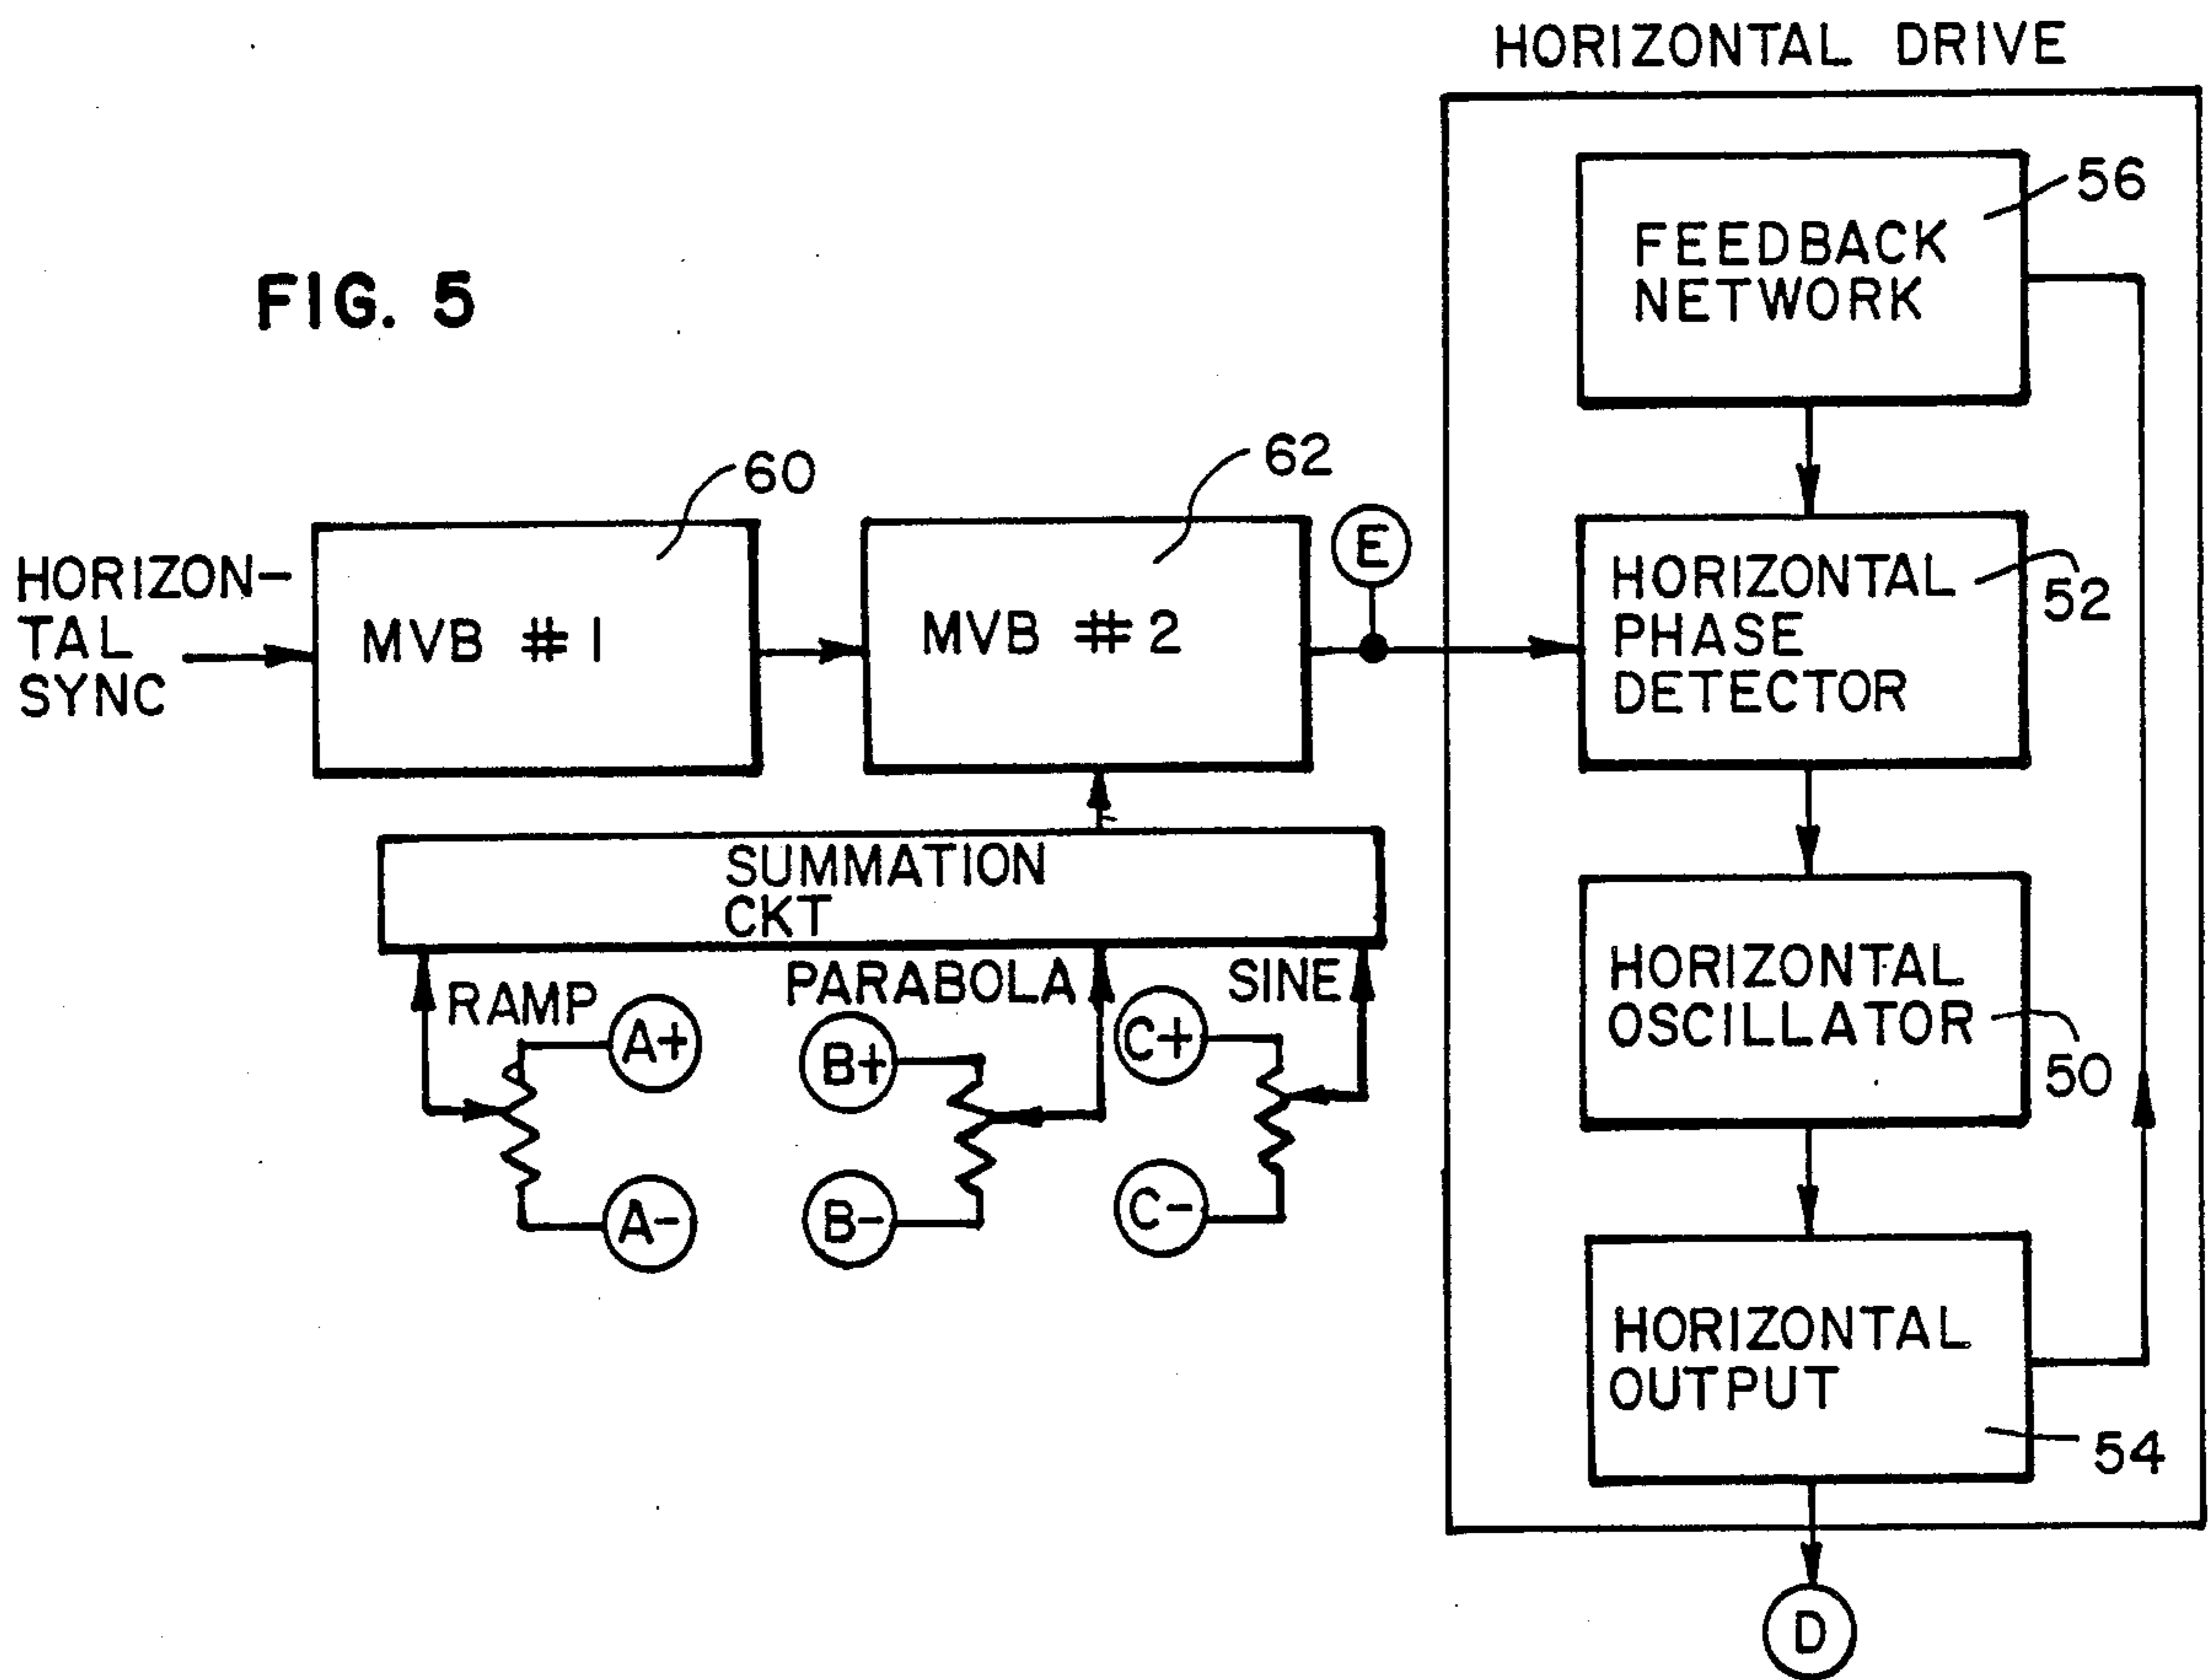 HORIZONTAL DRIVE
FIG. 5
56
FEEDBACK
NETWORK
60
62
E
HORIZON-
TAL
SYNC
MVB #1
MVB #2
HORIZONTAL
PHASE
DETECTOR
52
SUMMATION
CKT
RAMP
PARABOLA
SINE
A+
B+
C+
A-
B-
C-
HORIZONTAL
OSCILLATOR
50
HORIZONTAL
OUTPUT
54
D